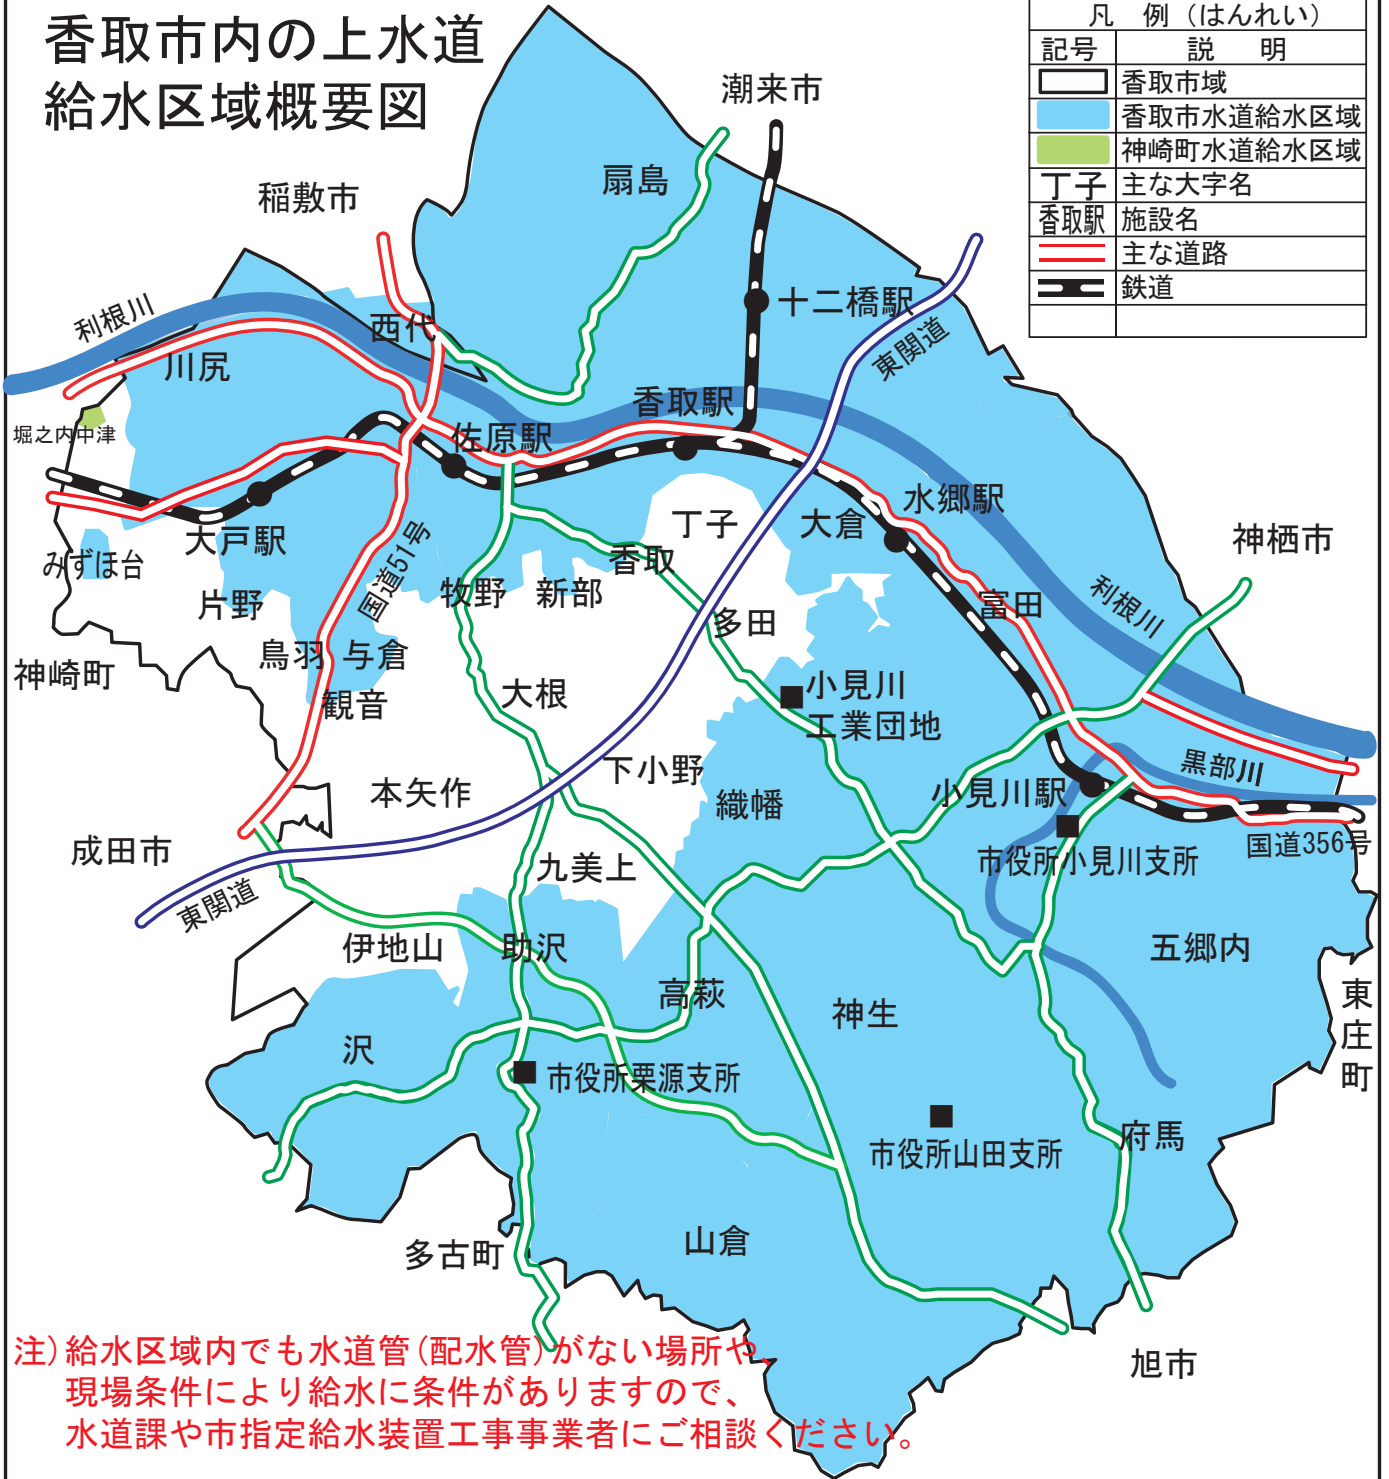 香取市内の上水道
給水区域概要図
凡 例（はんれい）
記号 説 明
香取市域
香取市水道給水区域
神崎町水道給水区域
丁子 主な大字名
香取駅 施設名
主な道路
鉄道
潮来市
扇島
稲敷市
利根川
西代
十二橋駅
東関道
川尻
香取駅
堀之内中津
佐原駅
水郷駅
丁子
大倉
大戸駅
国道51号
神栖市
みずほ台
香取
片野
牧野
新部
利根川
富田
多田
鳥羽
与倉
神崎町
大根
小見川
工業団地
観音
下小野
黒部川
本矢作
織幡
小見川駅
成田市
国道356号
市役所小見川支所
九美上
東関道
伊地山
助沢
五郷内
高萩
東庄町
神生
沢
市役所栗源支所
府馬
市役所山田支所
多古町
山倉
旭市
注）給水区域内でも水道管(配水管)がない場所や、
現場条件により給水に条件がありますので、
水道課や市指定給水装置工事事業者にご相談ください。